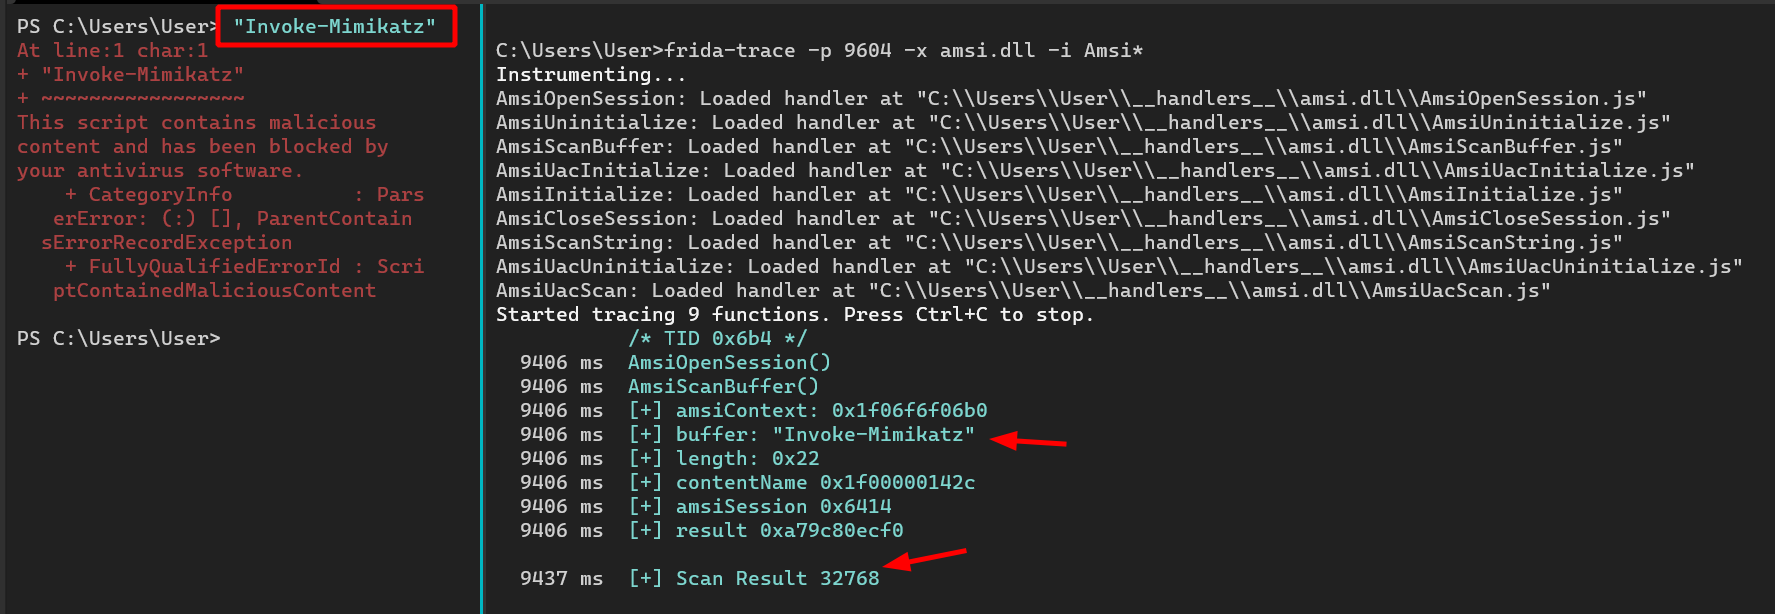 PS C:\Users\User> "Invoke-Mimikatz"
At line:1 char:1
+ "Invoke-Mimikatz"
+ ~~~~~~~~~~~~~~~~~
This script contains malicious
content and has been blocked by
your antivirus software.
    + CategoryInfo          : Pars
   erError: (:) [], ParentContain
  sErrorRecordException
    + FullyQualifiedErrorId : Scri
   ptContainedMaliciousContent
PS C:\Users\User>
C:\Users\User>frida-trace -p 9604 -x amsi.dll -i Amsi*
Instrumenting...
AmsiOpenSession: Loaded handler at "C:\\Users\\User\\__handlers__\\amsi.dll\\AmsiOpenSession.js"
AmsiUninitialize: Loaded handler at "C:\\Users\\User\\__handlers__\\amsi.dll\\AmsiUninitialize.js"
AmsiScanBuffer: Loaded handler at "C:\\Users\\User\\__handlers__\\amsi.dll\\AmsiScanBuffer.js"
AmsiUacInitialize: Loaded handler at "C:\\Users\\User\\__handlers__\\amsi.dll\\AmsiUacInitialize.js"
AmsiInitialize: Loaded handler at "C:\\Users\\User\\__handlers__\\amsi.dll\\AmsiInitialize.js"
AmsiCloseSession: Loaded handler at "C:\\Users\\User\\__handlers__\\amsi.dll\\AmsiCloseSession.js"
AmsiScanString: Loaded handler at "C:\\Users\\User\\__handlers__\\amsi.dll\\AmsiScanString.js"
AmsiUacUninitialize: Loaded handler at "C:\\Users\\User\\__handlers__\\amsi.dll\\AmsiUacUninitialize.js"
AmsiUacScan: Loaded handler at "C:\\Users\\User\\__handlers__\\amsi.dll\\AmsiUacScan.js"
Started tracing 9 functions. Press Ctrl+C to stop.
           /* TID 0x6b4 */
  9406 ms  AmsiOpenSession()
  9406 ms  AmsiScanBuffer()
  9406 ms  [+] amsiContext: 0x1f06f6f06b0
  9406 ms  [+] buffer: "Invoke-Mimikatz"
  9406 ms  [+] length: 0x22
  9406 ms  [+] contentName 0x1f00000142c
  9406 ms  [+] amsiSession 0x6414
  9406 ms  [+] result 0xa79c80ecf0
  9437 ms  [+] Scan Result 32768